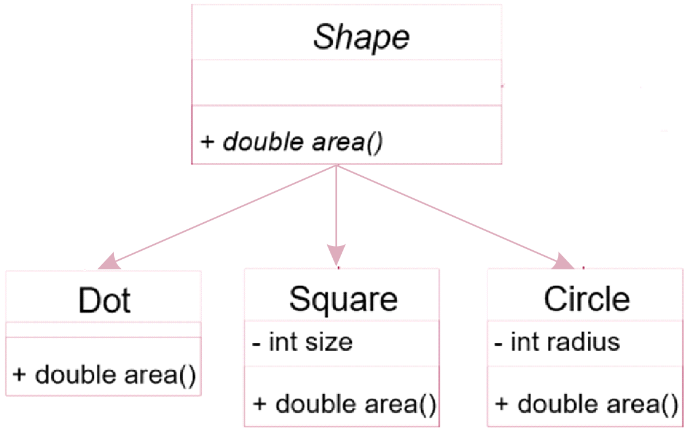 Shape
+ double area()
Dot
+ double area()
Square
- int size
+ double area()
Circle
- int radius
+ double area()